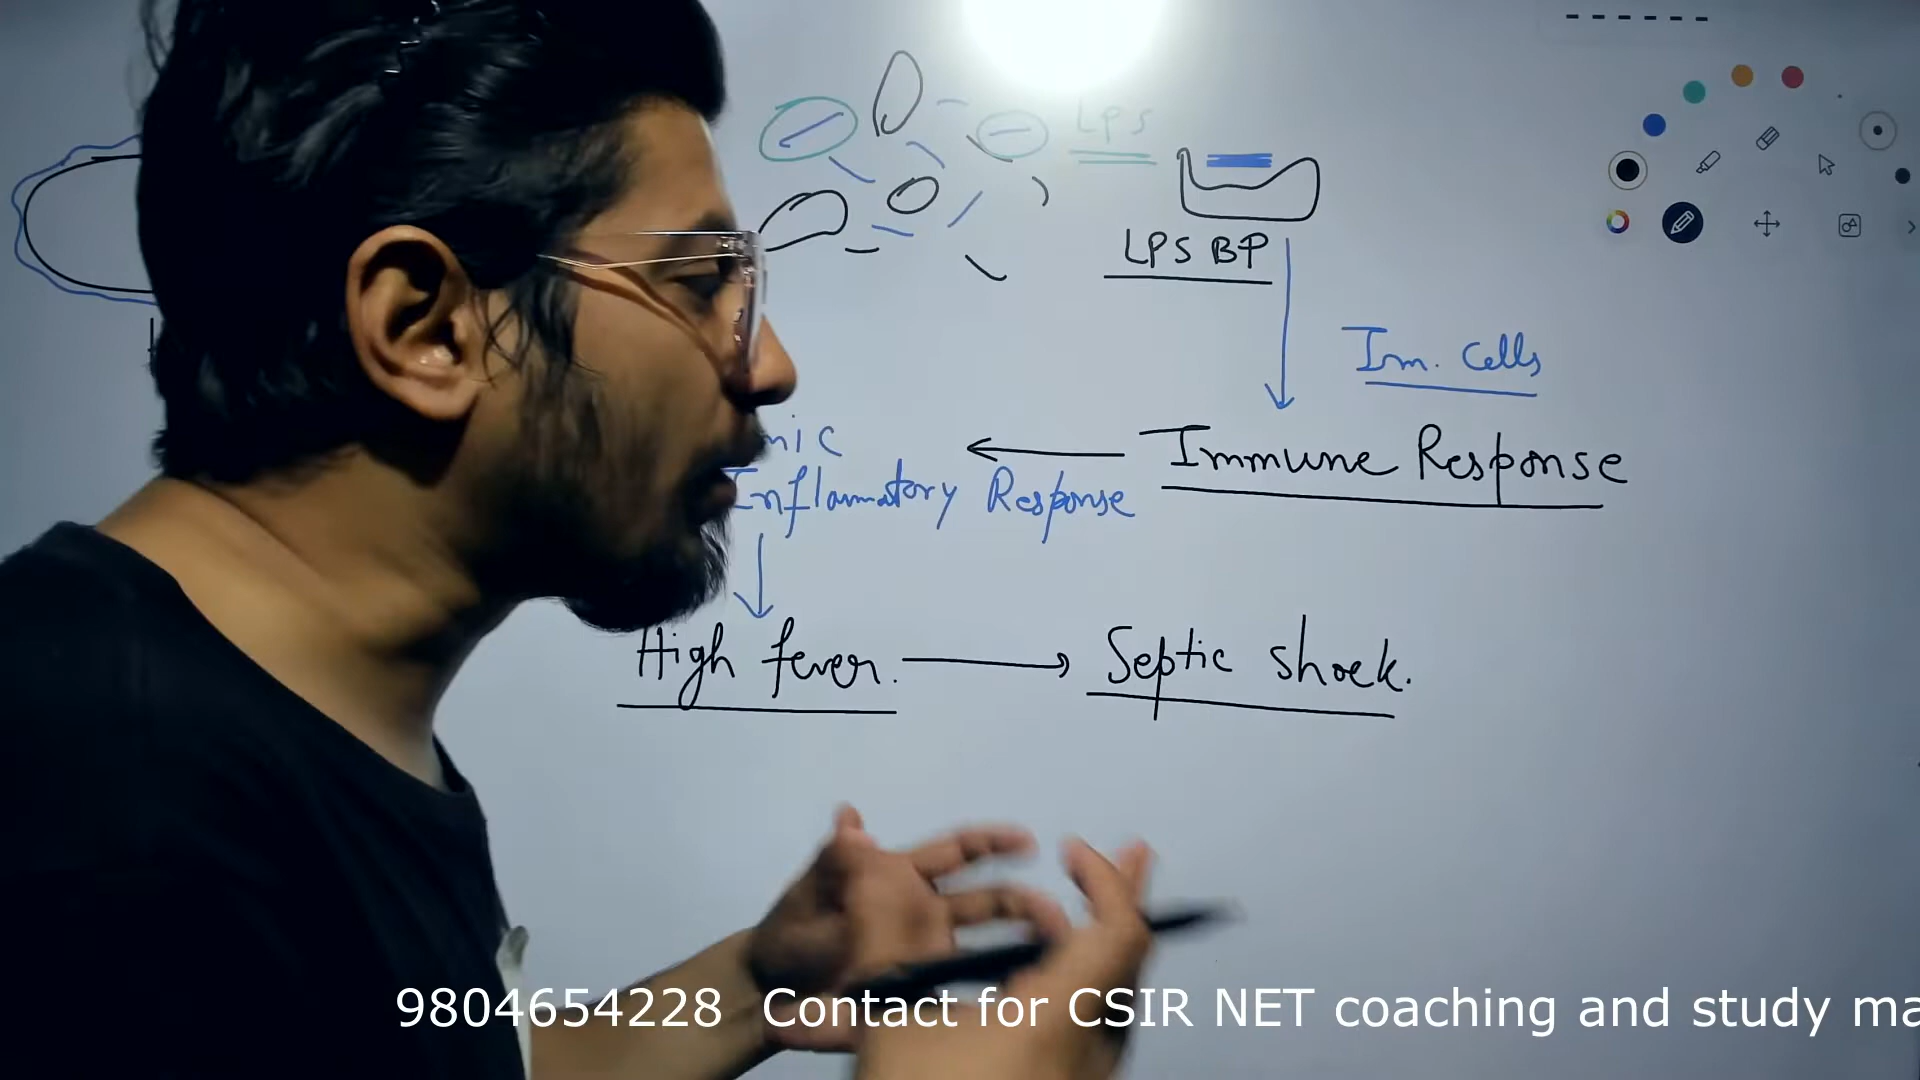 LPS
LPS BP
Im. Cells
Immune Response
mic
Inflammatory Response
High fever.
Septic shock.
9804654228 Contact for CSIR NET coaching and study ma